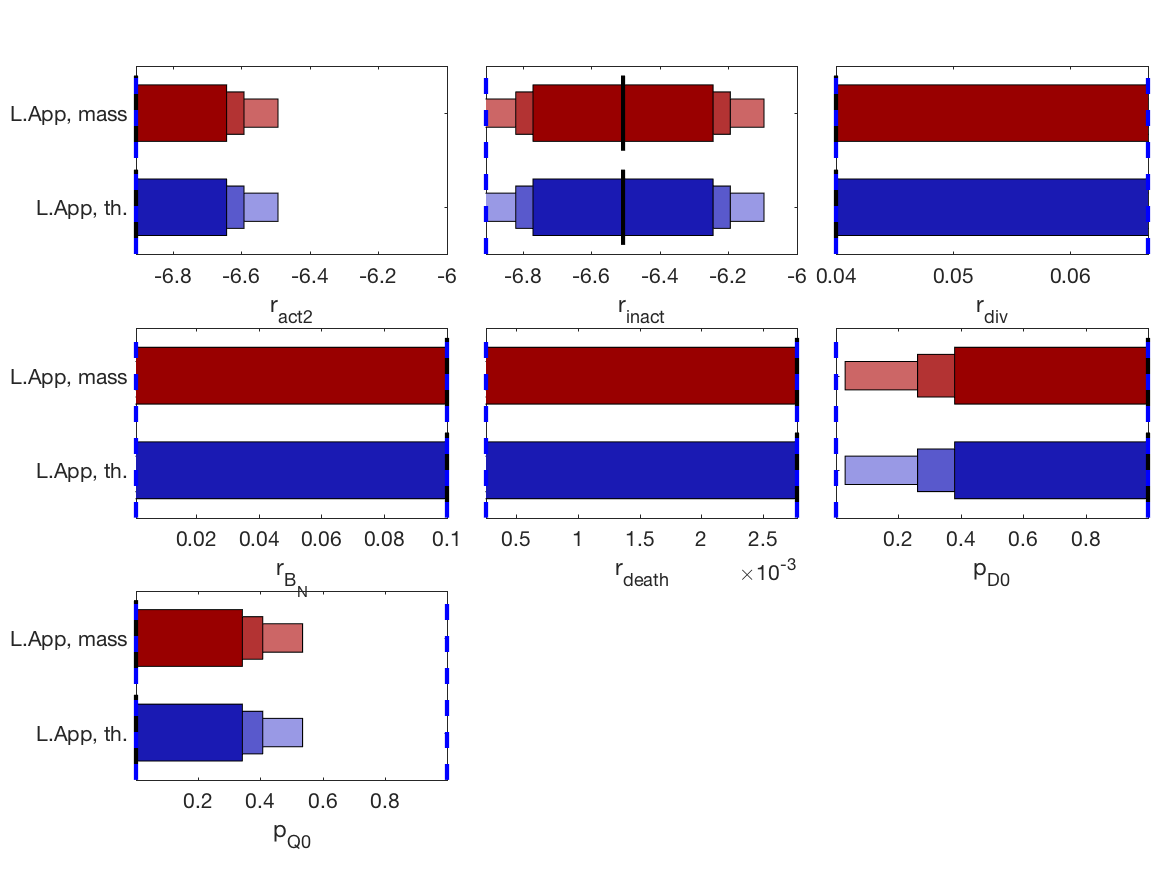 L.App, mass
L.App, th.
-6.8 -6.6 -6.4 -6.2 -6
r_act2
-6.8 -6.6 -6.4 -6.2 -6
r_inact
0.04 0.05 0.06
r_div
L.App, mass
L.App, th.
0.02 0.04 0.06 0.08 0.1
r_B_N
0.5 1 1.5 2 2.5
×10^-3
r_death
0.2 0.4 0.6 0.8
p_D0
L.App, mass
L.App, th.
0.2 0.4 0.6 0.8
p_Q0